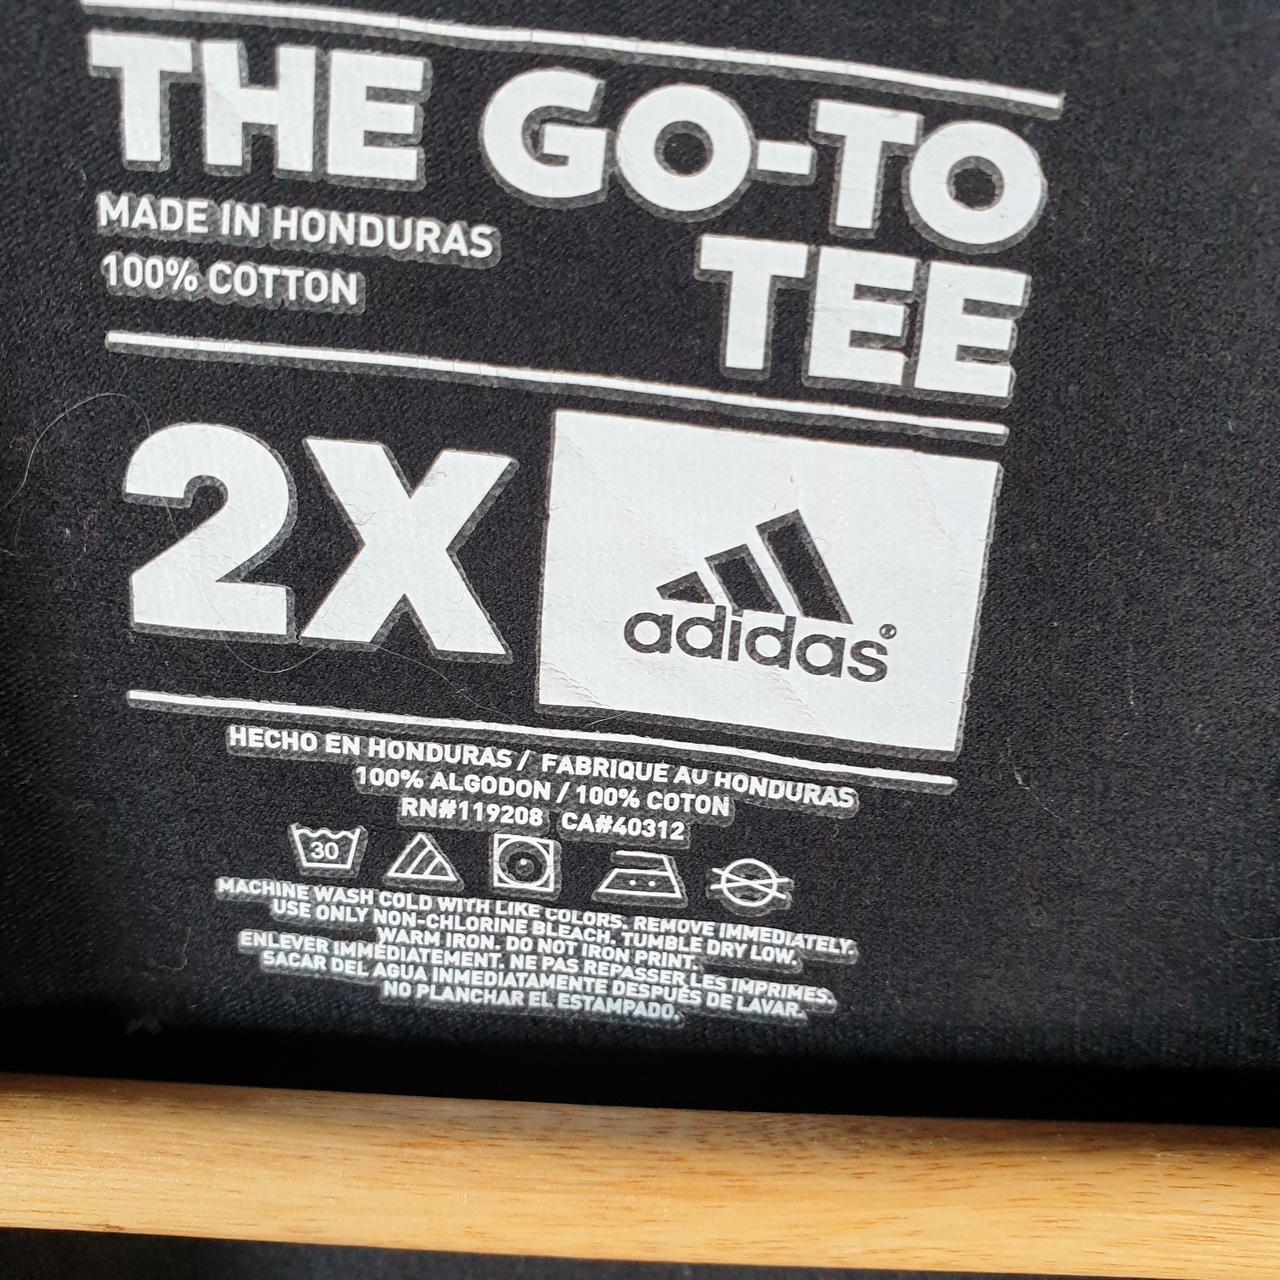 THE GO-TO
TEE
MADE IN HONDURAS
100% COTTON
2X
adidas®
HECHO EN HONDURAS / FABRIQUE AU HONDURAS
100% ALGODON / 100% COTON
RN#119208 CA#40312
30
MACHINE WASH COLD WITH LIKE COLORS. REMOVE IMMEDIATELY.
USE ONLY NON-CHLORINE BLEACH. TUMBLE DRY LOW.
WARM IRON. DO NOT IRON PRINT.
ENLEVER IMMÉDIATEMENT. NE PAS REPASSER LES IMPRIMES.
SACAR DEL AGUA INMEDIATAMENTE DESPUÉS DE LAVAR.
NO PLANCHAR EL ESTAMPADO.